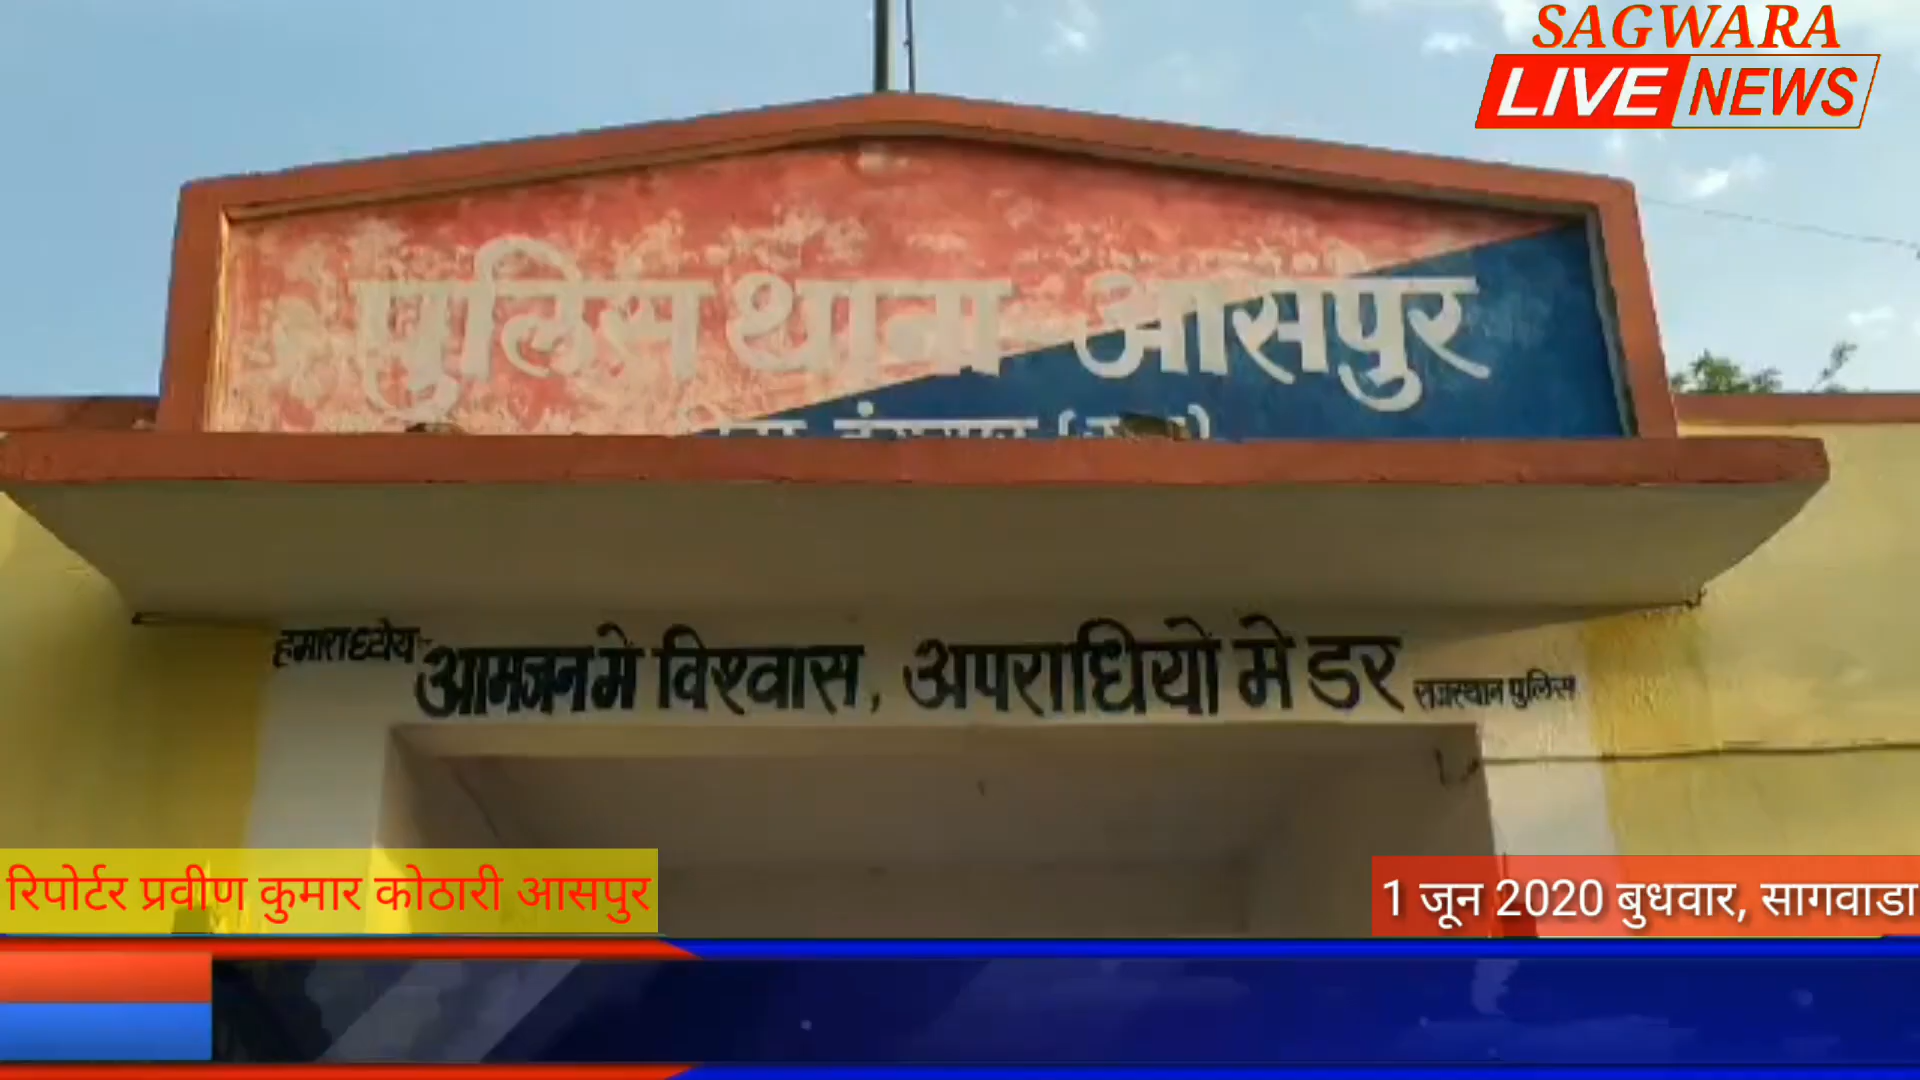 SAGWARA
LIVE NEWS
पुलिस थाना आसपुर
हमारा ध्येय- आमजन मे विश्वास, अपराधियो मे डर राजस्थान पुलिस
रिपोर्टर प्रवीण कुमार कोठारी आसपुर
1 जून 2020 बुधवार, सागवाडा